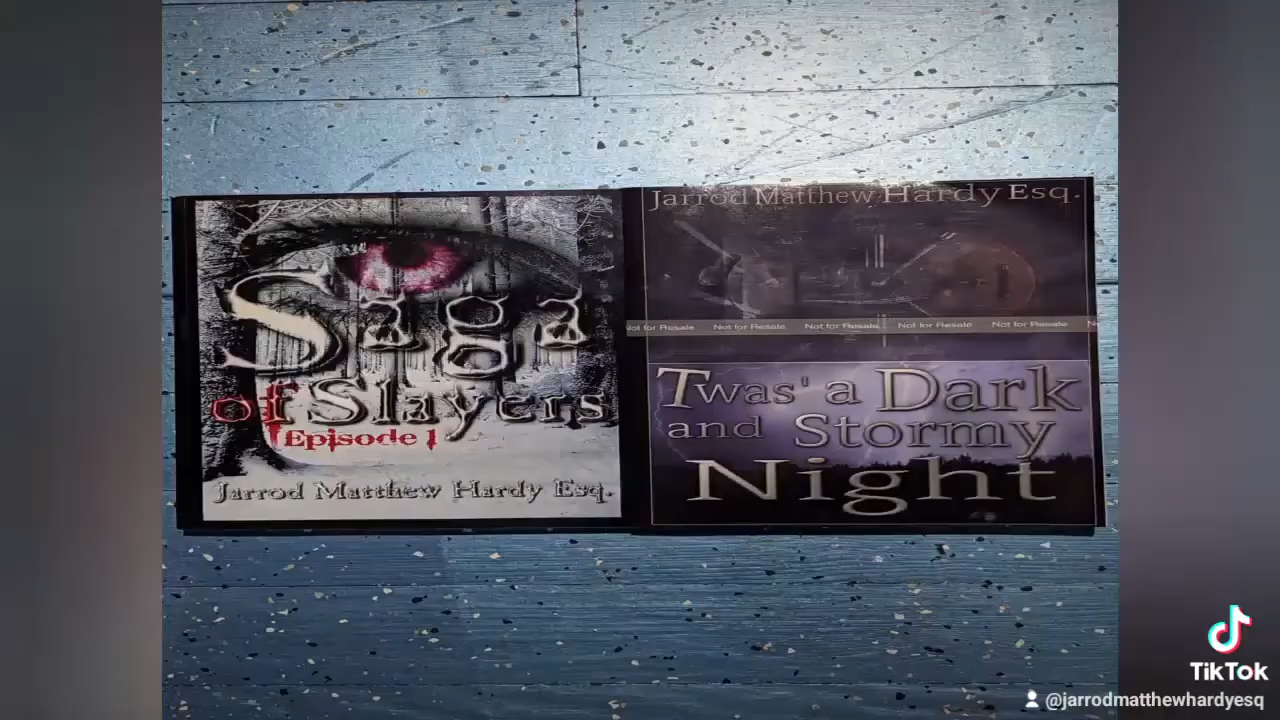 Saga
of Slayers
Episode 1
Jarrod Matthew Hardy Esq.
Jarrod Matthew Hardy Esq.
Not for Resale Not for Resale Not for Resale Not for Resale Not for Resale N
Twas' a Dark
and Stormy
Night
TikTok
@jarrodmatthewhardyesq